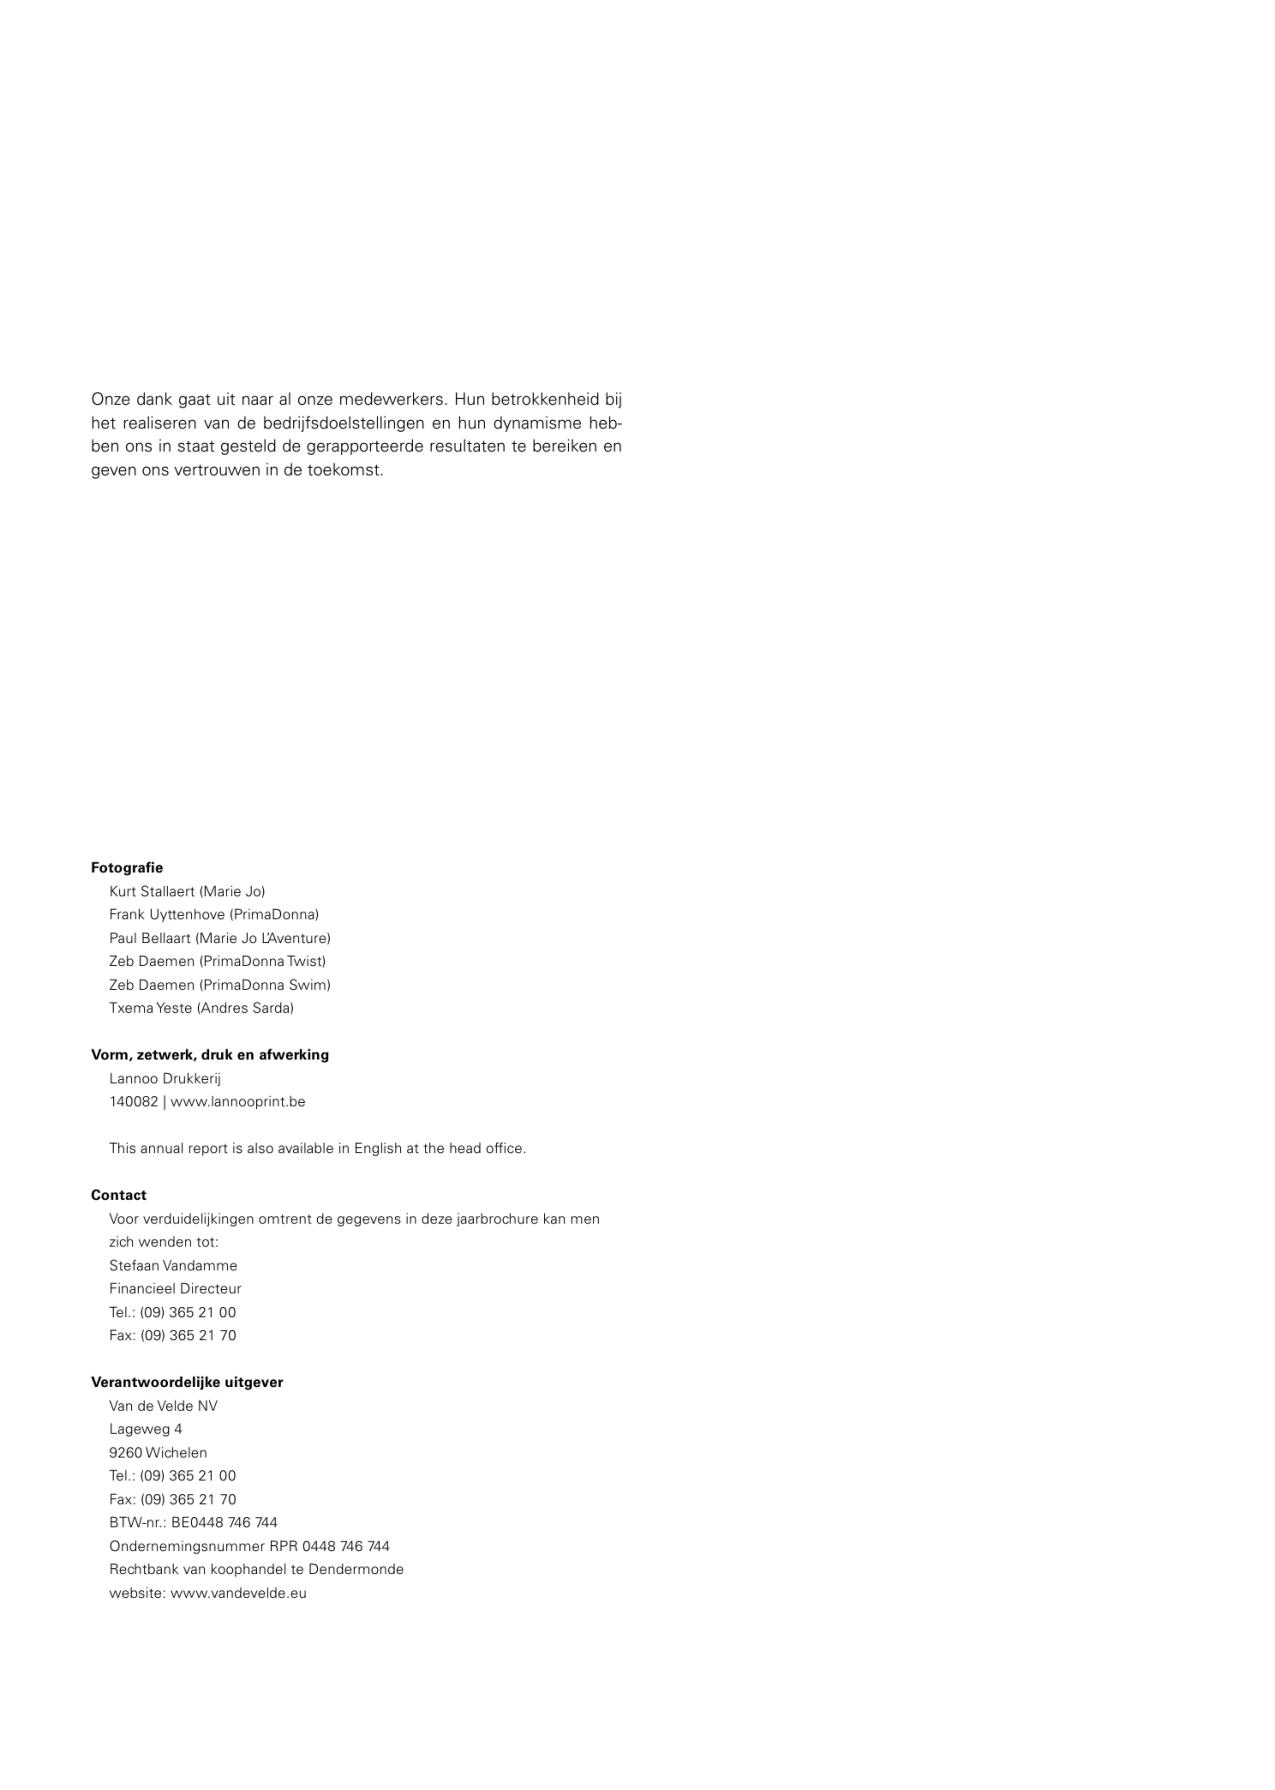 Onze dank gaat uit naar al onze medewerkers. Hun betrokkenheid bij
het realiseren van de bedrijfsdoelstellingen en hun dynamisme heb-
ben ons in staat gesteld de gerapporteerde resultaten te bereiken en
geven ons vertrouwen in de toekomst.
Fotografie
Kurt Stallaert (Marie Jo)
Frank Uyttenhove (PrimaDonna)
Paul Bellaart (Marie Jo L'Aventure)
Zeb Daemen (PrimaDonna Twist)
Zeb Daemen (PrimaDonna Swim)
Txema Yeste (Andres Sarda)
Vorm, zetwerk, druk en afwerking
Lannoo Drukkerij
140082 | www.lannooprint.be
This annual report is also available in English at the head office.
Contact
Voor verduidelijkingen omtrent de gegevens in deze jaarbrochure kan men
zich wenden tot:
Stefaan Vandamme
Financieel Directeur
Tel.: (09) 365 21 00
Fax: (09) 365 21 70
Verantwoordelijke uitgever
Van de Velde NV
Lageweg 4
9260 Wichelen
Tel.: (09) 365 21 00
Fax: (09) 365 21 70
BTW-nr.: BE0448 746 744
Ondernemingsnummer RPR 0448 746 744
Rechtbank van koophandel te Dendermonde
website: www.vandevelde.eu